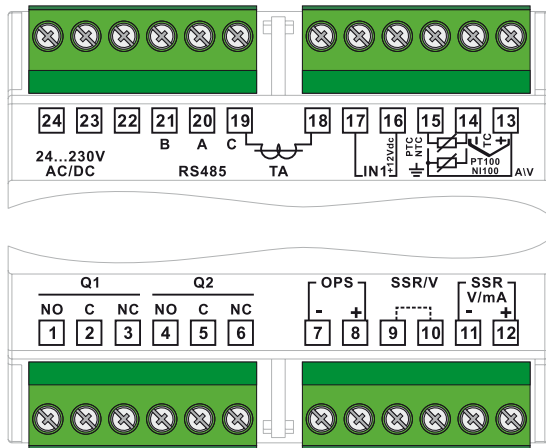 24 23 22 21 20 19 18 17 16 15 14 13
B A C
24...230V
AC/DC
RS485
TA
IN1
+12Vdc
PTC
NTC
TC
- +
PT100
NI100
A\V
Q1 Q2 OPS SSR/V SSR
V/mA
NO C NC NO C NC - + - +
1 2 3 4 5 6 7 8 9 10 11 12